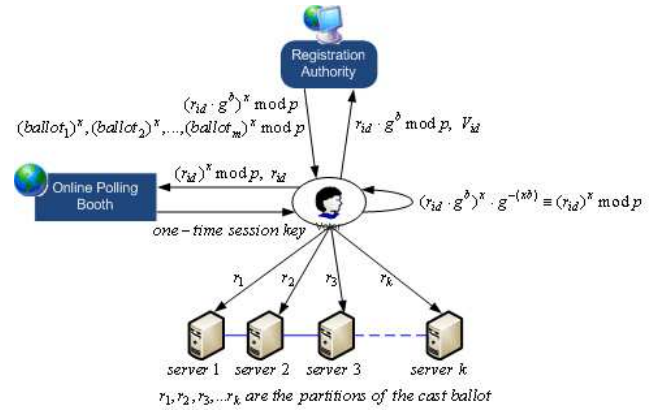 Registration
Authority
(r_id · g^b)^x mod p
(ballot_1)^x, (ballot_2)^x, ..., (ballot_m)^x mod p
r_id · g^b mod p, V_id
Online Polling
Booth
(r_id)^x mod p, r_id
one-time session key
Voter
(r_id · g^b)^x · g^-(xb) ≡ (r_id)^x mod p
r_1
r_2
r_3
r_k
server 1
server 2
server 3
server k
r_1, r_2, r_3, ...r_k are the partitions of the cast ballot